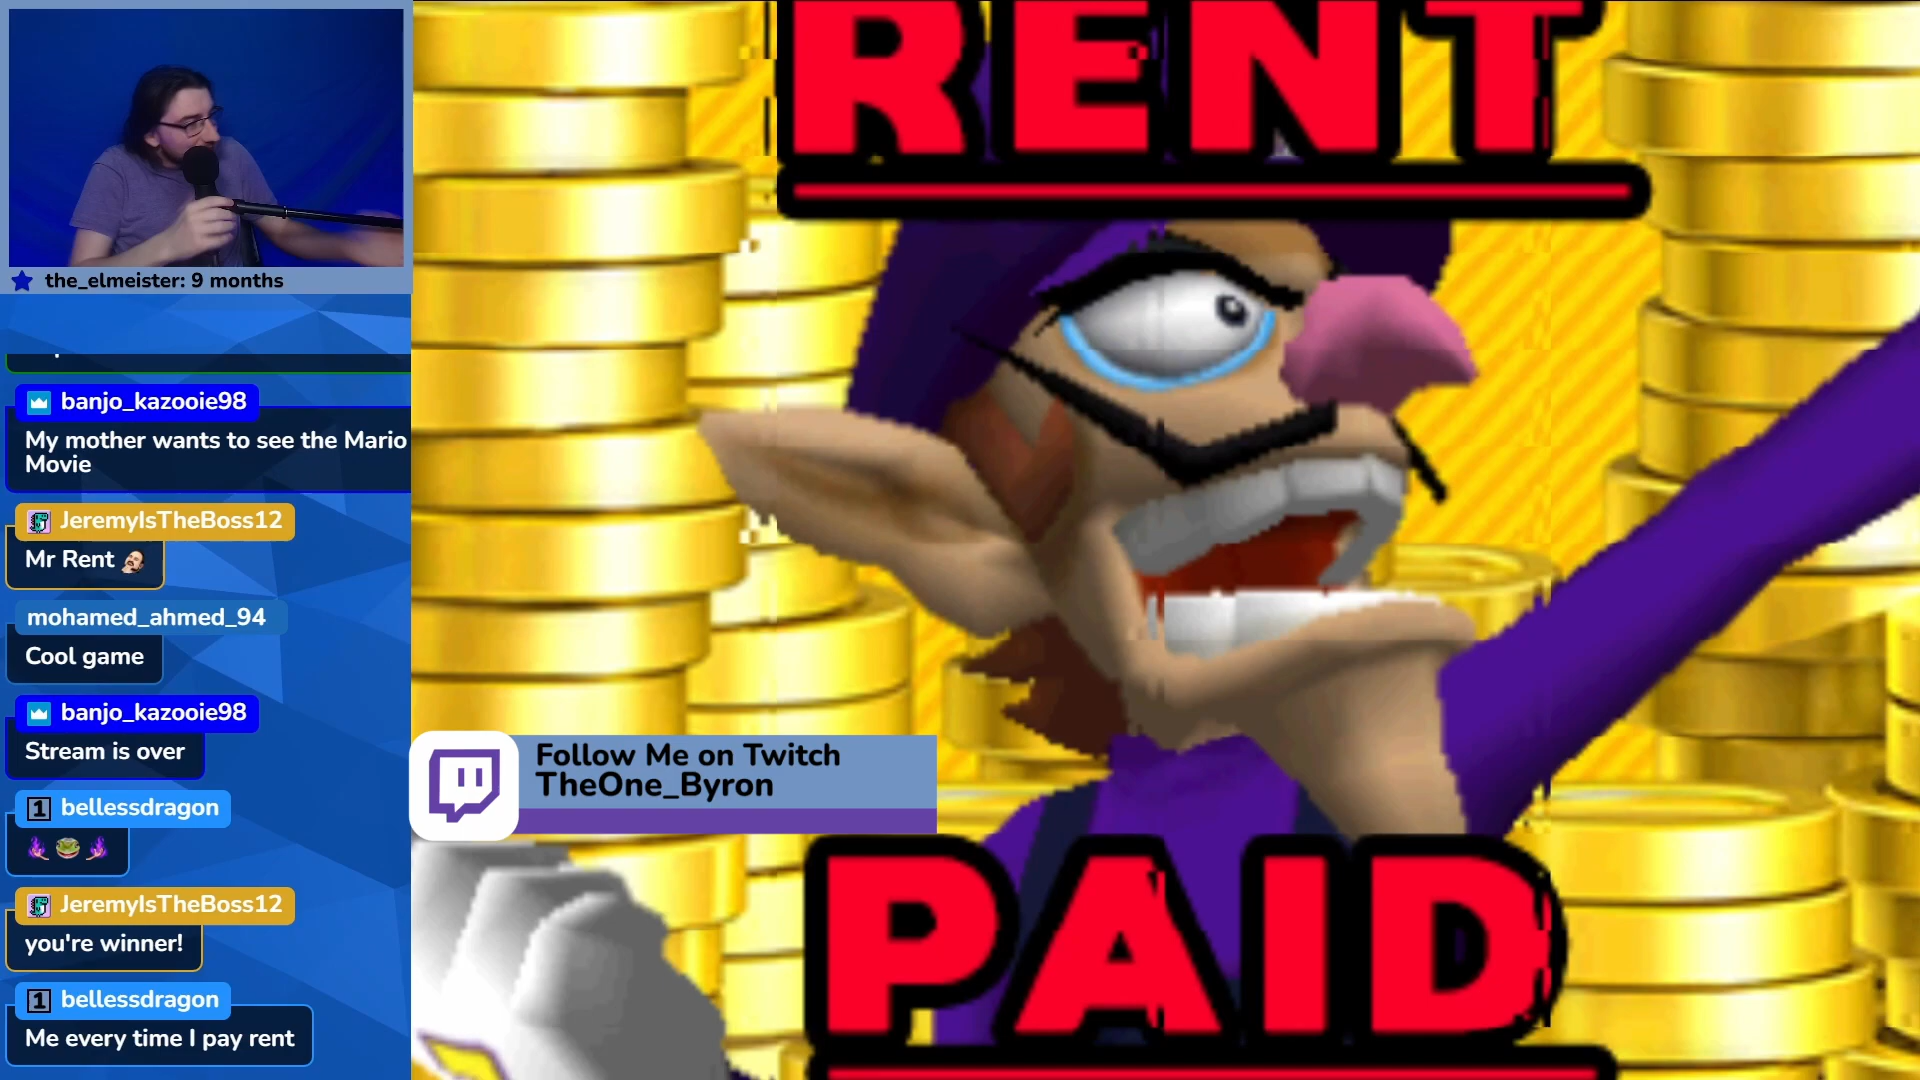 the_elmeister: 9 months
banjo_kazooie98
My mother wants to see the Mario
Movie
JeremyIsTheBoss12
Mr Rent
mohamed_ahmed_94
Cool game
banjo_kazooie98
Stream is over
1 bellessdragon
JeremyIsTheBoss12
you're winner!
1 bellessdragon
Me every time I pay rent
RENT
Follow Me on Twitch
TheOne_Byron
PAID